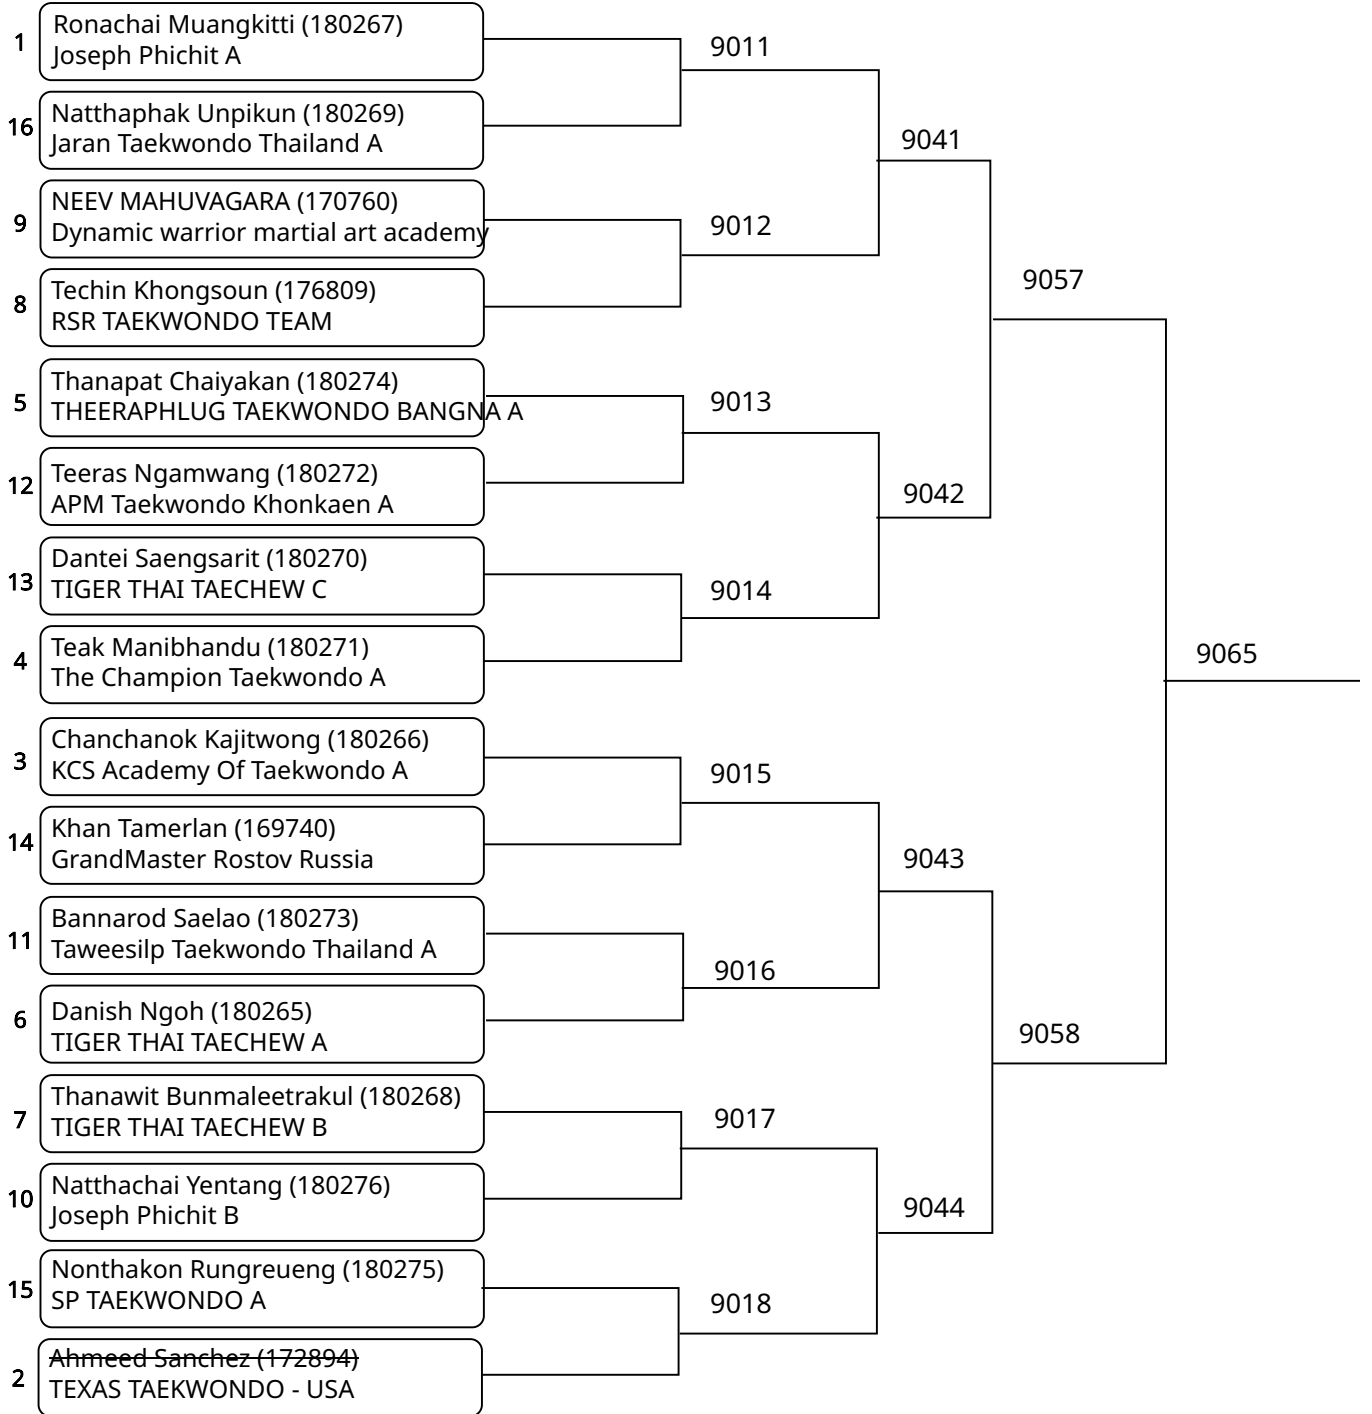 1
Ronachai Muangkitti (180267)
Joseph Phichit A
16
Natthaphak Unpikun (180269)
Jaran Taekwondo Thailand A
9
NEEV MAHUVAGARA (170760)
Dynamic warrior martial art academy
8
Techin Khongsoun (176809)
RSR TAEKWONDO TEAM
5
Thanapat Chaiyakan (180274)
THEERAPHLUG TAEKWONDO BANGNA A
12
Teeras Ngamwang (180272)
APM Taekwondo Khonkaen A
13
Dantei Saengsarit (180270)
TIGER THAI TAECHEW C
4
Teak Manibhandu (180271)
The Champion Taekwondo A
3
Chanchanok Kajitwong (180266)
KCS Academy Of Taekwondo A
14
Khan Tamerlan (169740)
GrandMaster Rostov Russia
11
Bannarod Saelao (180273)
Taweesilp Taekwondo Thailand A
6
Danish Ngoh (180265)
TIGER THAI TAECHEW A
7
Thanawit Bunmaleetrakul (180268)
TIGER THAI TAECHEW B
10
Natthachai Yentang (180276)
Joseph Phichit B
15
Nonthakon Rungreueng (180275)
SP TAEKWONDO A
2
Ahmeed Sanchez (172894)
TEXAS TAEKWONDO - USA
9011
9012
9013
9014
9015
9016
9017
9018
9041
9042
9043
9044
9057
9058
9065